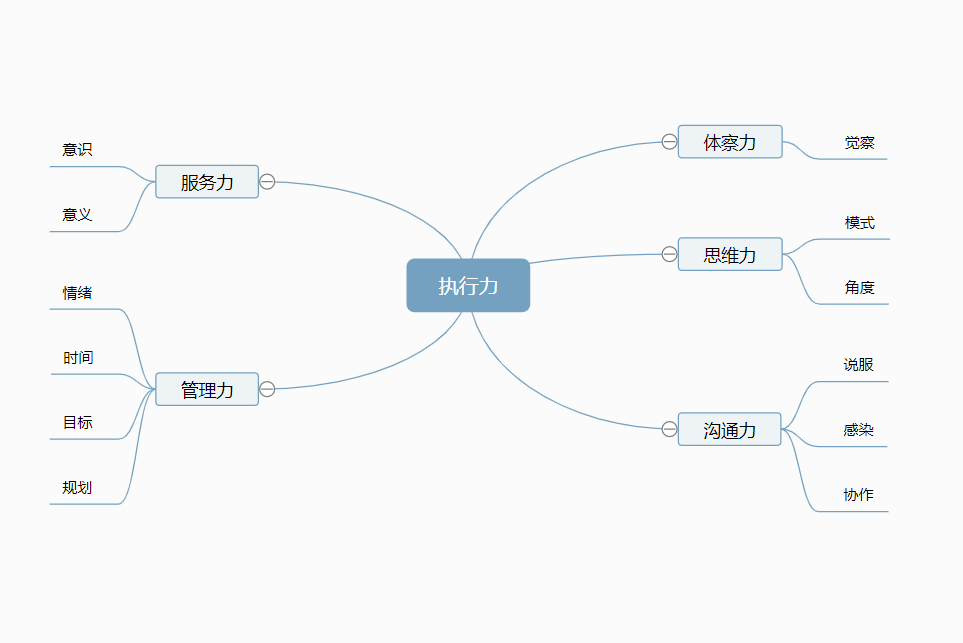 执行力
体察力
觉察
思维力
模式
角度
沟通力
说服
感染
协作
服务力
意识
意义
管理力
情绪
时间
目标
规划